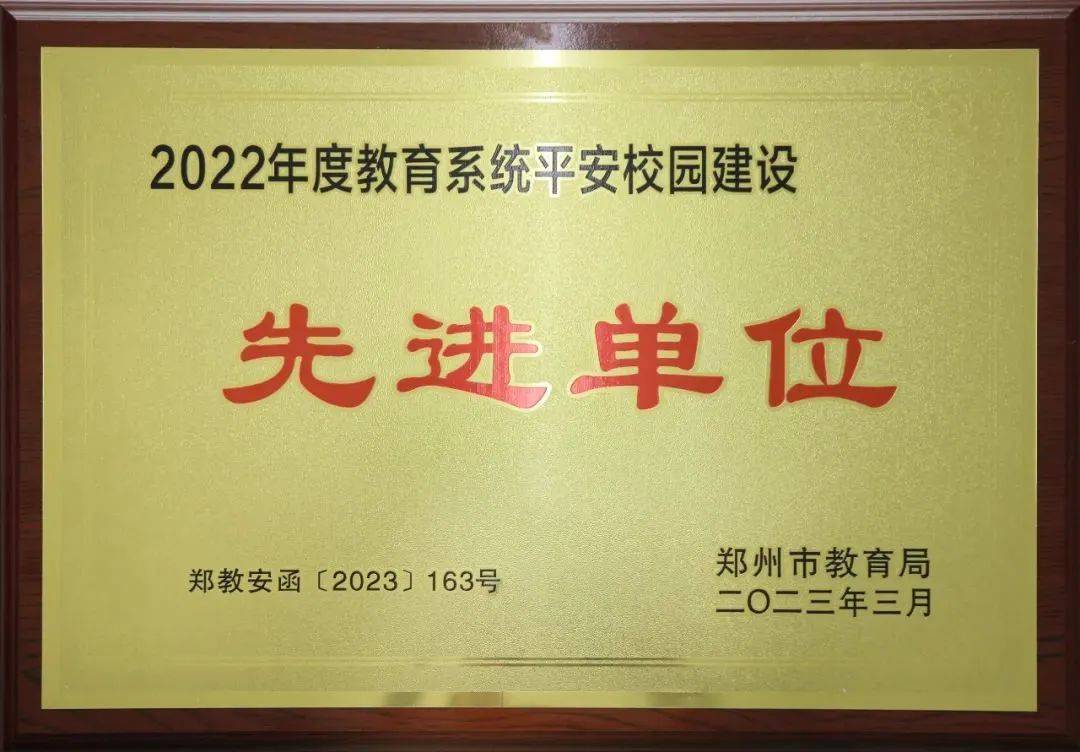 2022年度教育系统平安校园建设
先进单位
郑教安函〔2023〕163号
郑州市教育局
二〇二三年三月